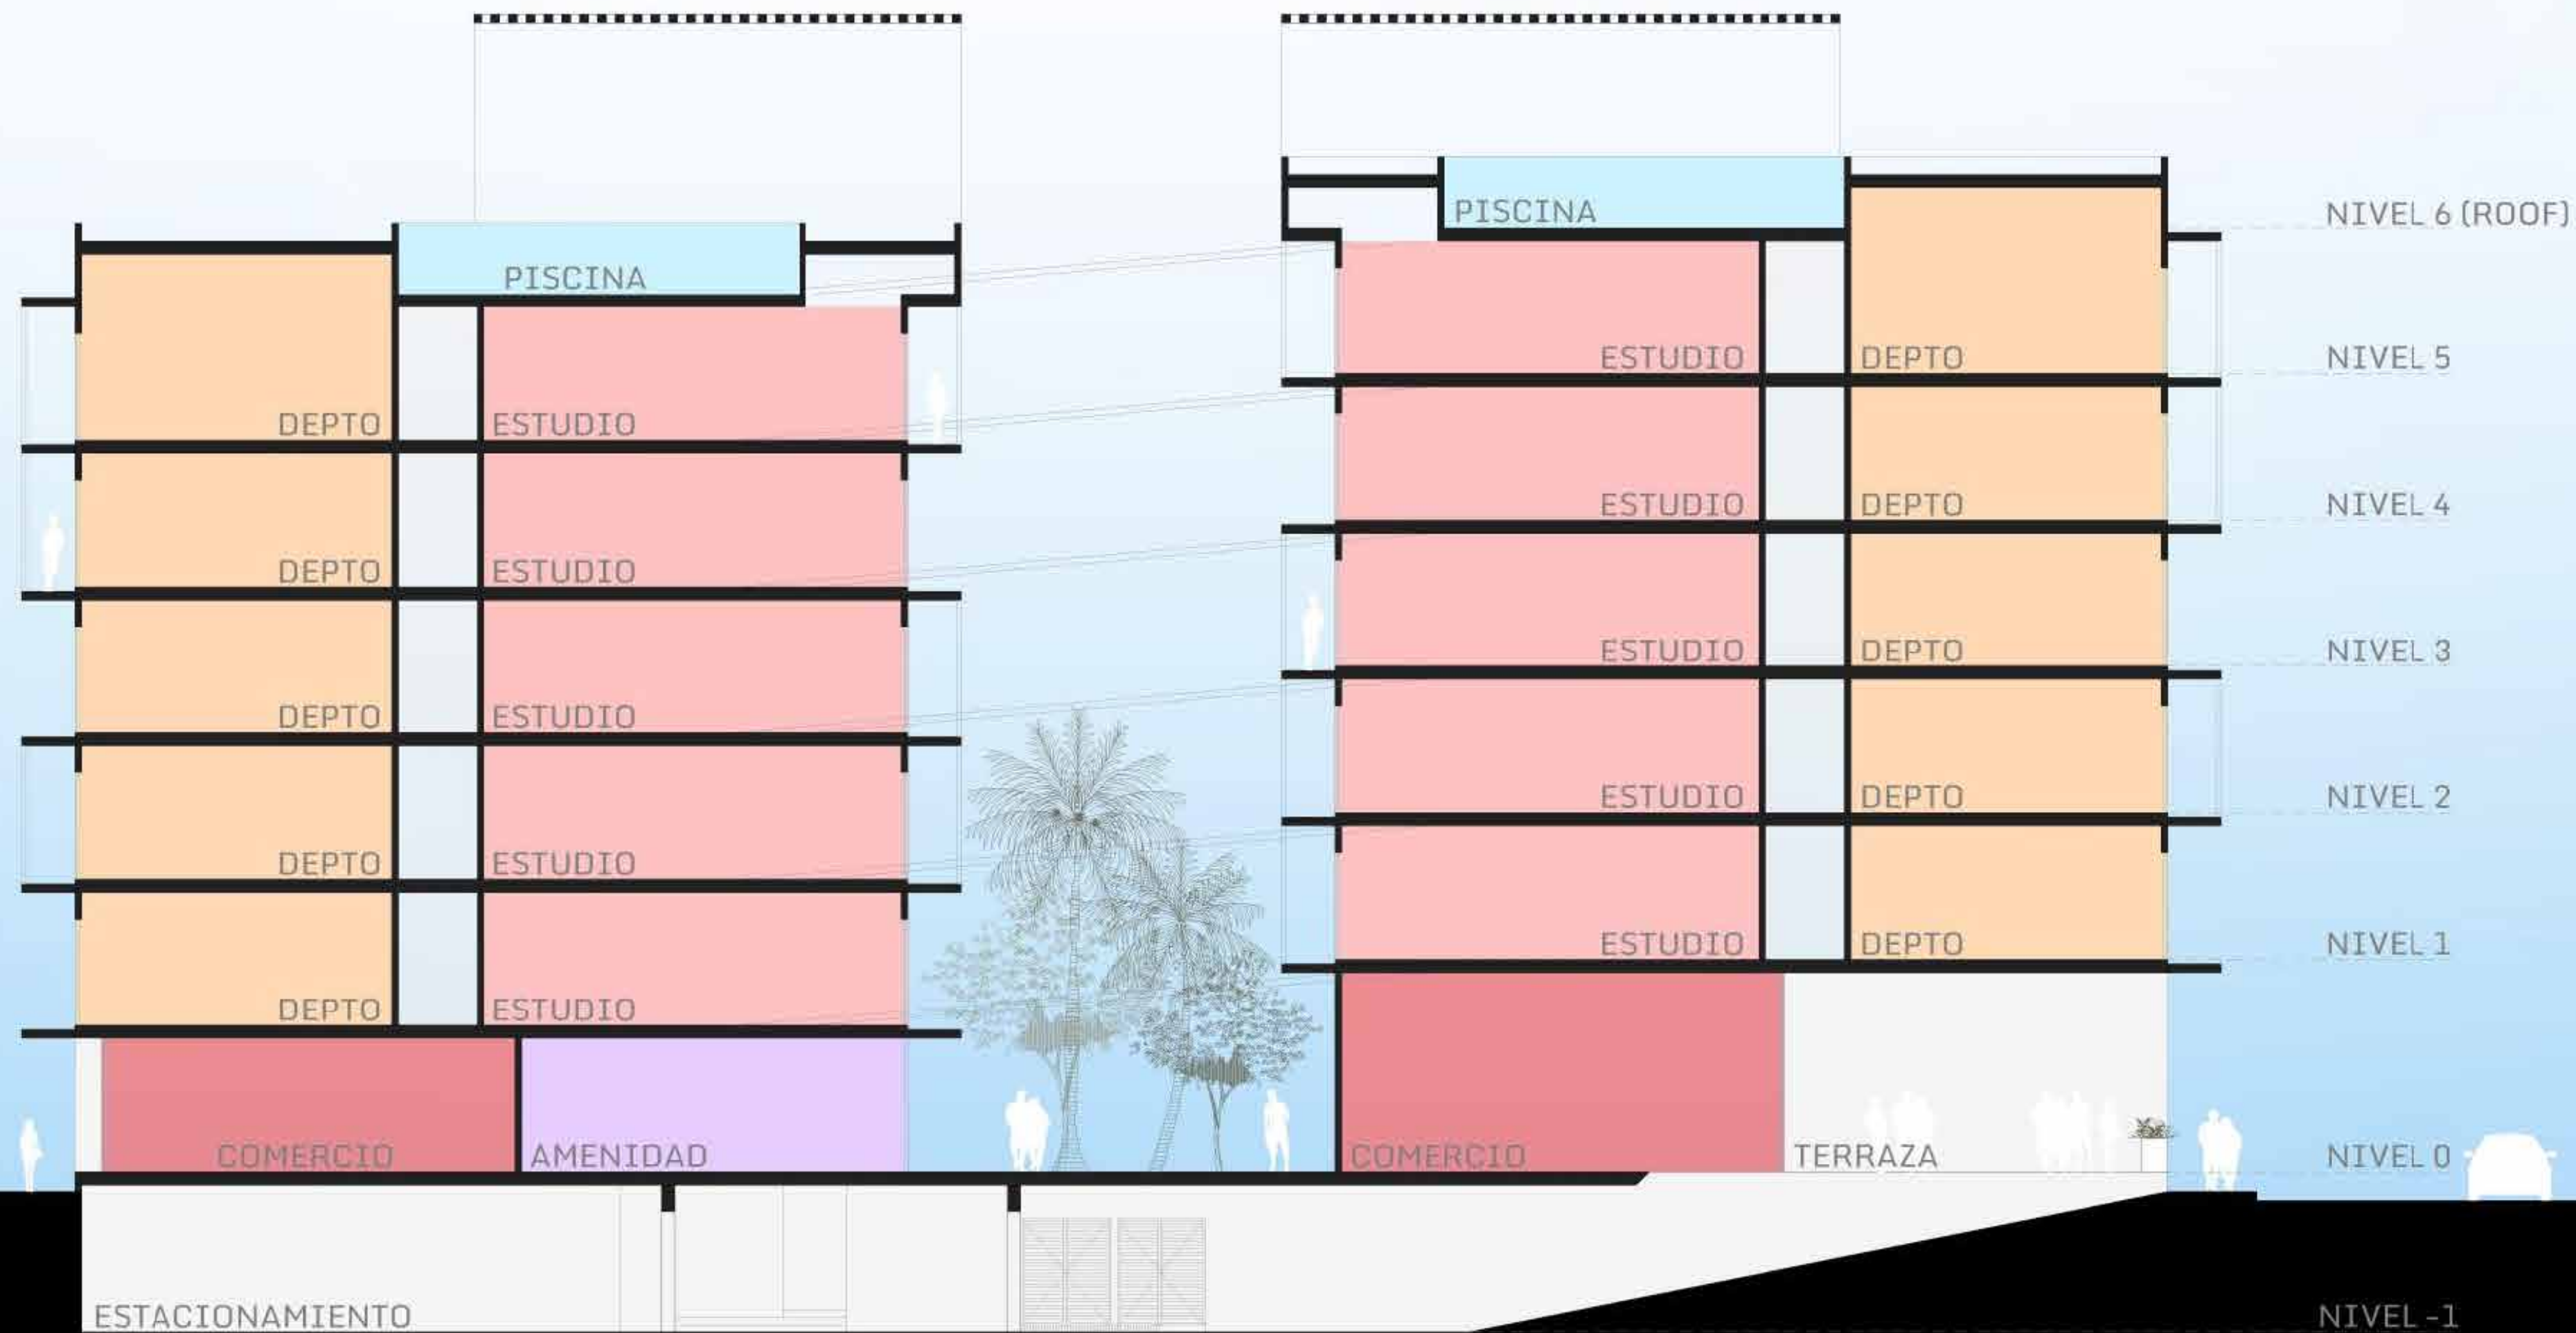 PISCINA NIVEL 6 (ROOF)
PISCINA
ESTUDIO DEPTO NIVEL 5
DEPTO ESTUDIO
ESTUDIO DEPTO NIVEL 4
DEPTO ESTUDIO
ESTUDIO DEPTO NIVEL 3
DEPTO ESTUDIO
ESTUDIO DEPTO NIVEL 2
DEPTO ESTUDIO
ESTUDIO DEPTO NIVEL 1
DEPTO ESTUDIO
COMERCIO AMENIDAD COMERCIO TERRAZA NIVEL 0
ESTACIONAMIENTO NIVEL -1